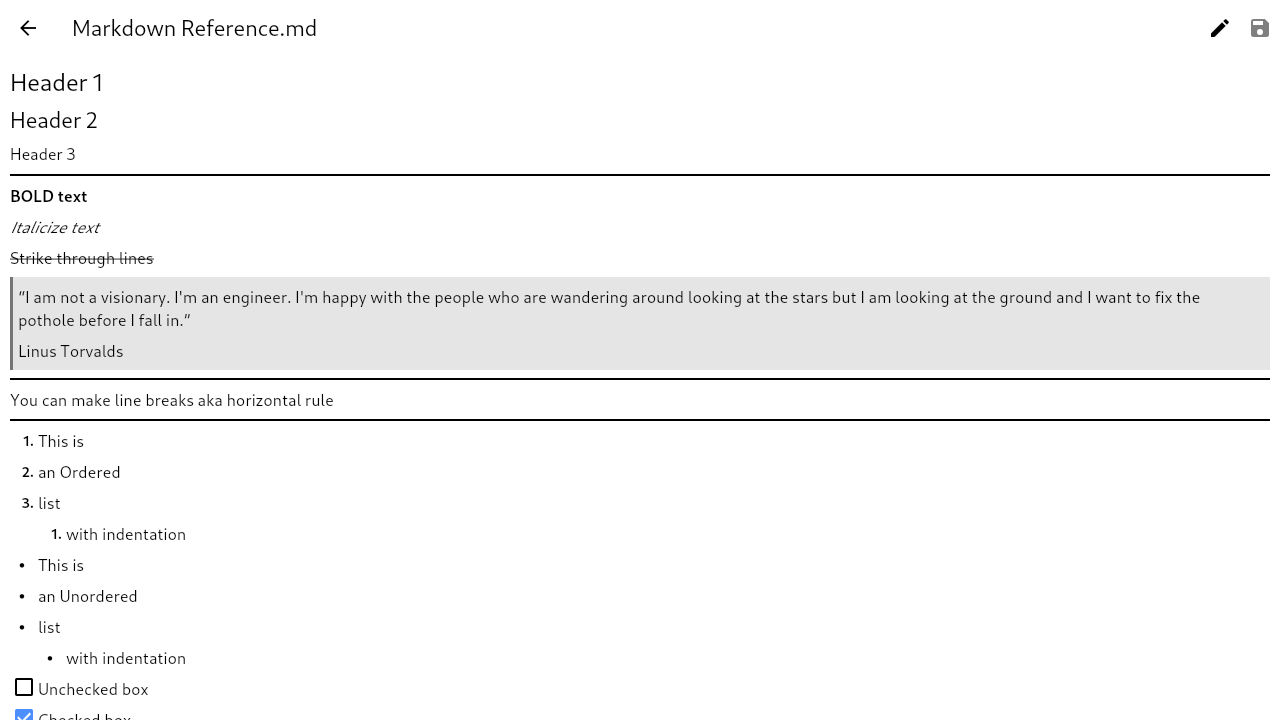 Markdown Reference.md
Header 1
Header 2
Header 3
BOLD text
Italicize text
Strike through lines
"I am not a visionary. I'm an engineer. I'm happy with the people who are wandering around looking at the stars but I am looking at the ground and I want to fix the
pothole before I fall in."
Linus Torvalds
You can make line breaks aka horizontal rule
1. This is
2. an Ordered
3. list
1. with indentation
• This is
• an Unordered
• list
• with indentation
Unchecked box
Checked box